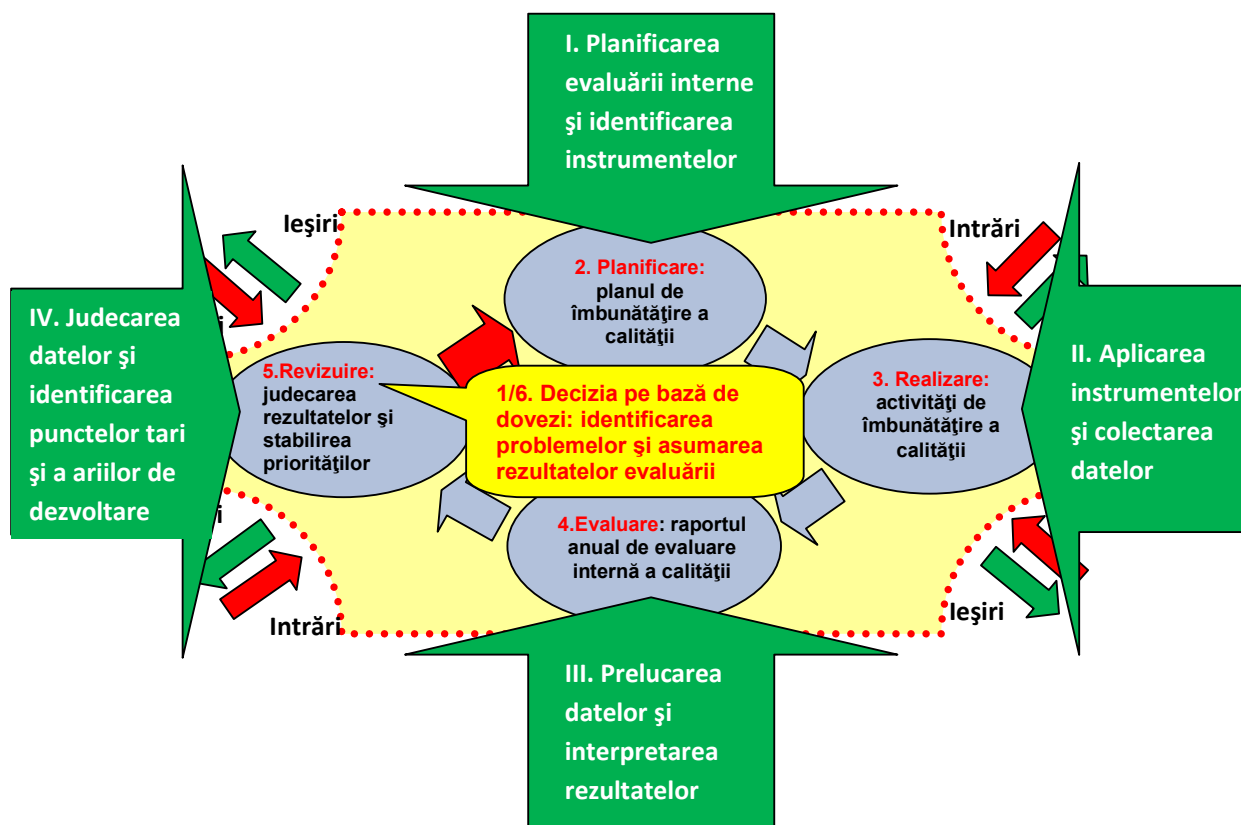 I. Planificarea
evaluării interne
şi identificarea
instrumentelor
Ieşiri
Intrări
2. Planificare:
planul de
îmbunătăţire a
calităţii
IV. Judecarea
datelor şi
identificarea
punctelor tari
şi a ariilor de
dezvoltare
5.Revizuire:
judecarea
rezultatelor şi
stabilirea
priorităţilor
1/6. Decizia pe bază de
dovezi: identificarea
problemelor şi asumarea
rezultatelor evaluării
3. Realizare:
activităţi de
îmbunătăţire a
calităţii
II. Aplicarea
instrumentelor
şi colectarea
datelor
4.Evaluare: raportul
anual de evaluare
internă a calităţii
Intrări
Ieşiri
III. Prelucarea
datelor şi
interpretarea
rezultatelor